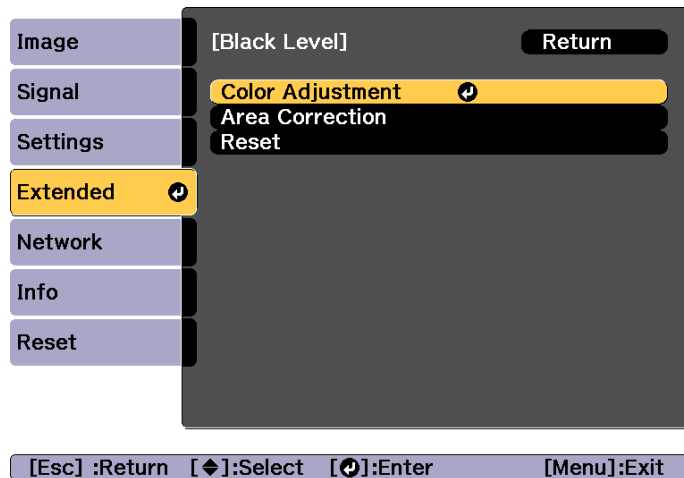 Image
Signal
Settings
Extended
Network
Info
Reset
[Black Level] Return
Color Adjustment
Area Correction
Reset
[Esc] :Return [◆]:Select [↵]:Enter [Menu]:Exit